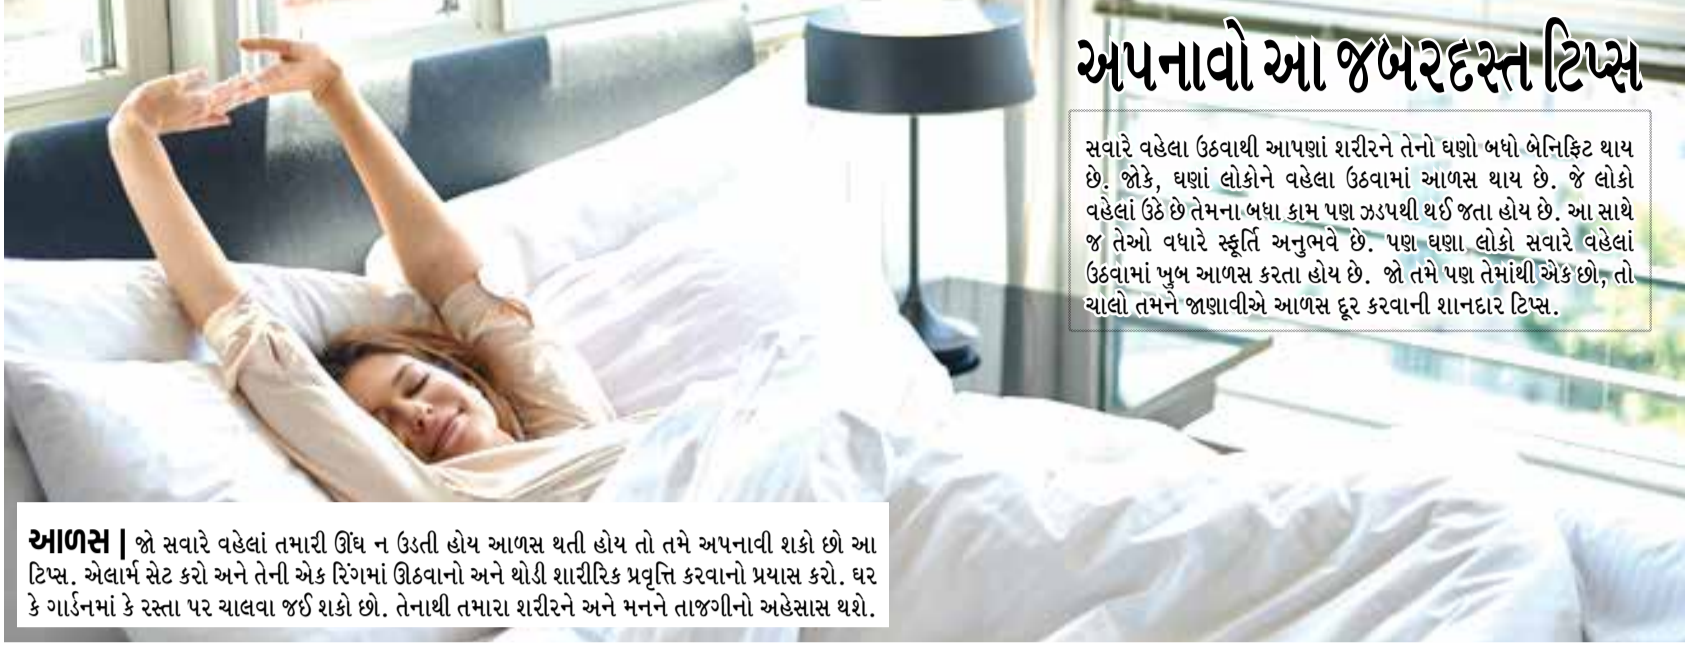 અપનાવો આ જબરદસ્ત ટિપ્સ
સવારે વહેલા ઉઠવાથી આપણાં શરીરને તેનો ઘણો બધો બેનિફિટ થાય
છે. જોકે, ઘણાં લોકોને વહેલા ઉઠવામાં આળસ થાય છે. જે લોકો
વહેલાં ઉઠે છે તેમના બધા કામ પણ ઝડપથી થઈ જતા હોય છે. આ સાથે
જ તેઓ વધારે સ્ફૂર્તિ અનુભવે છે. પણ ઘણા લોકો સવારે વહેલાં
ઉઠવામાં ખુબ આળસ કરતા હોય છે. જો તમે પણ તેમાંથી એક છો, તો
ચાલો તમને જાણાવીએ આળસ દૂર કરવાની શાનદાર ટિપ્સ.
આળસ | જો સવારે વહેલાં તમારી ઊંઘ ન ઉડતી હોય આળસ થતી હોય તો તમે અપનાવી શકો છો આ
ટિપ્સ. એલાર્મ સેટ કરો અને તેની એક રિંગમાં ઊઠવાનો અને થોડી શારીરિક પ્રવૃત્તિ કરવાનો પ્રયાસ કરો. ઘર
કે ગાર્ડનમાં કે રસ્તા પર ચાલવા જઈ શકો છો. તેનાથી તમારા શરીરને અને મનને તાજગીનો અહેસાસ થશે.